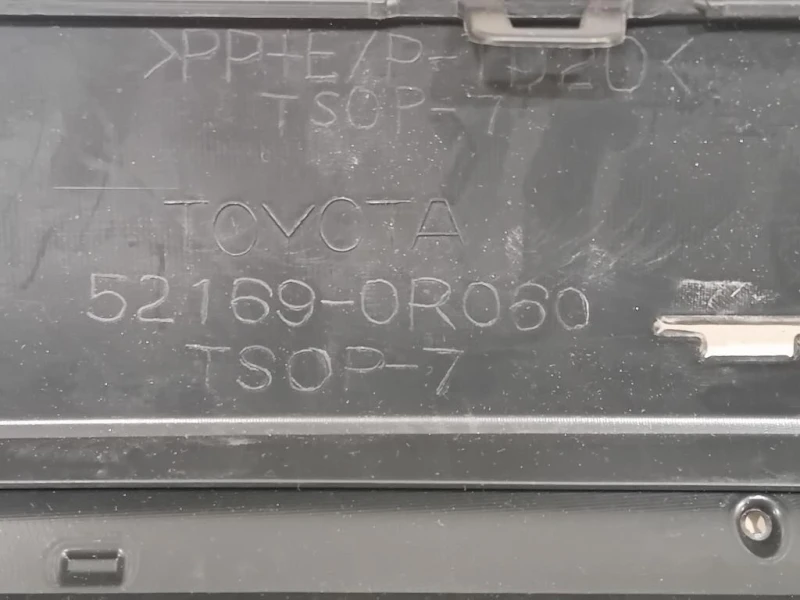 >PP+E/P-TD20<
TSOP-7
TOYOTA
52169-0R060
TSOP-7